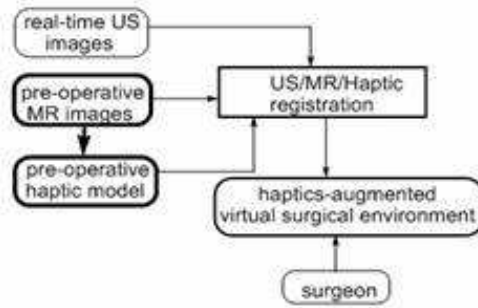 real-time US
images
pre-operative
MR images
US/MR/Haptic
registration
pre-operative
haptic model
haptics-augmented
virtual surgical environment
surgeon